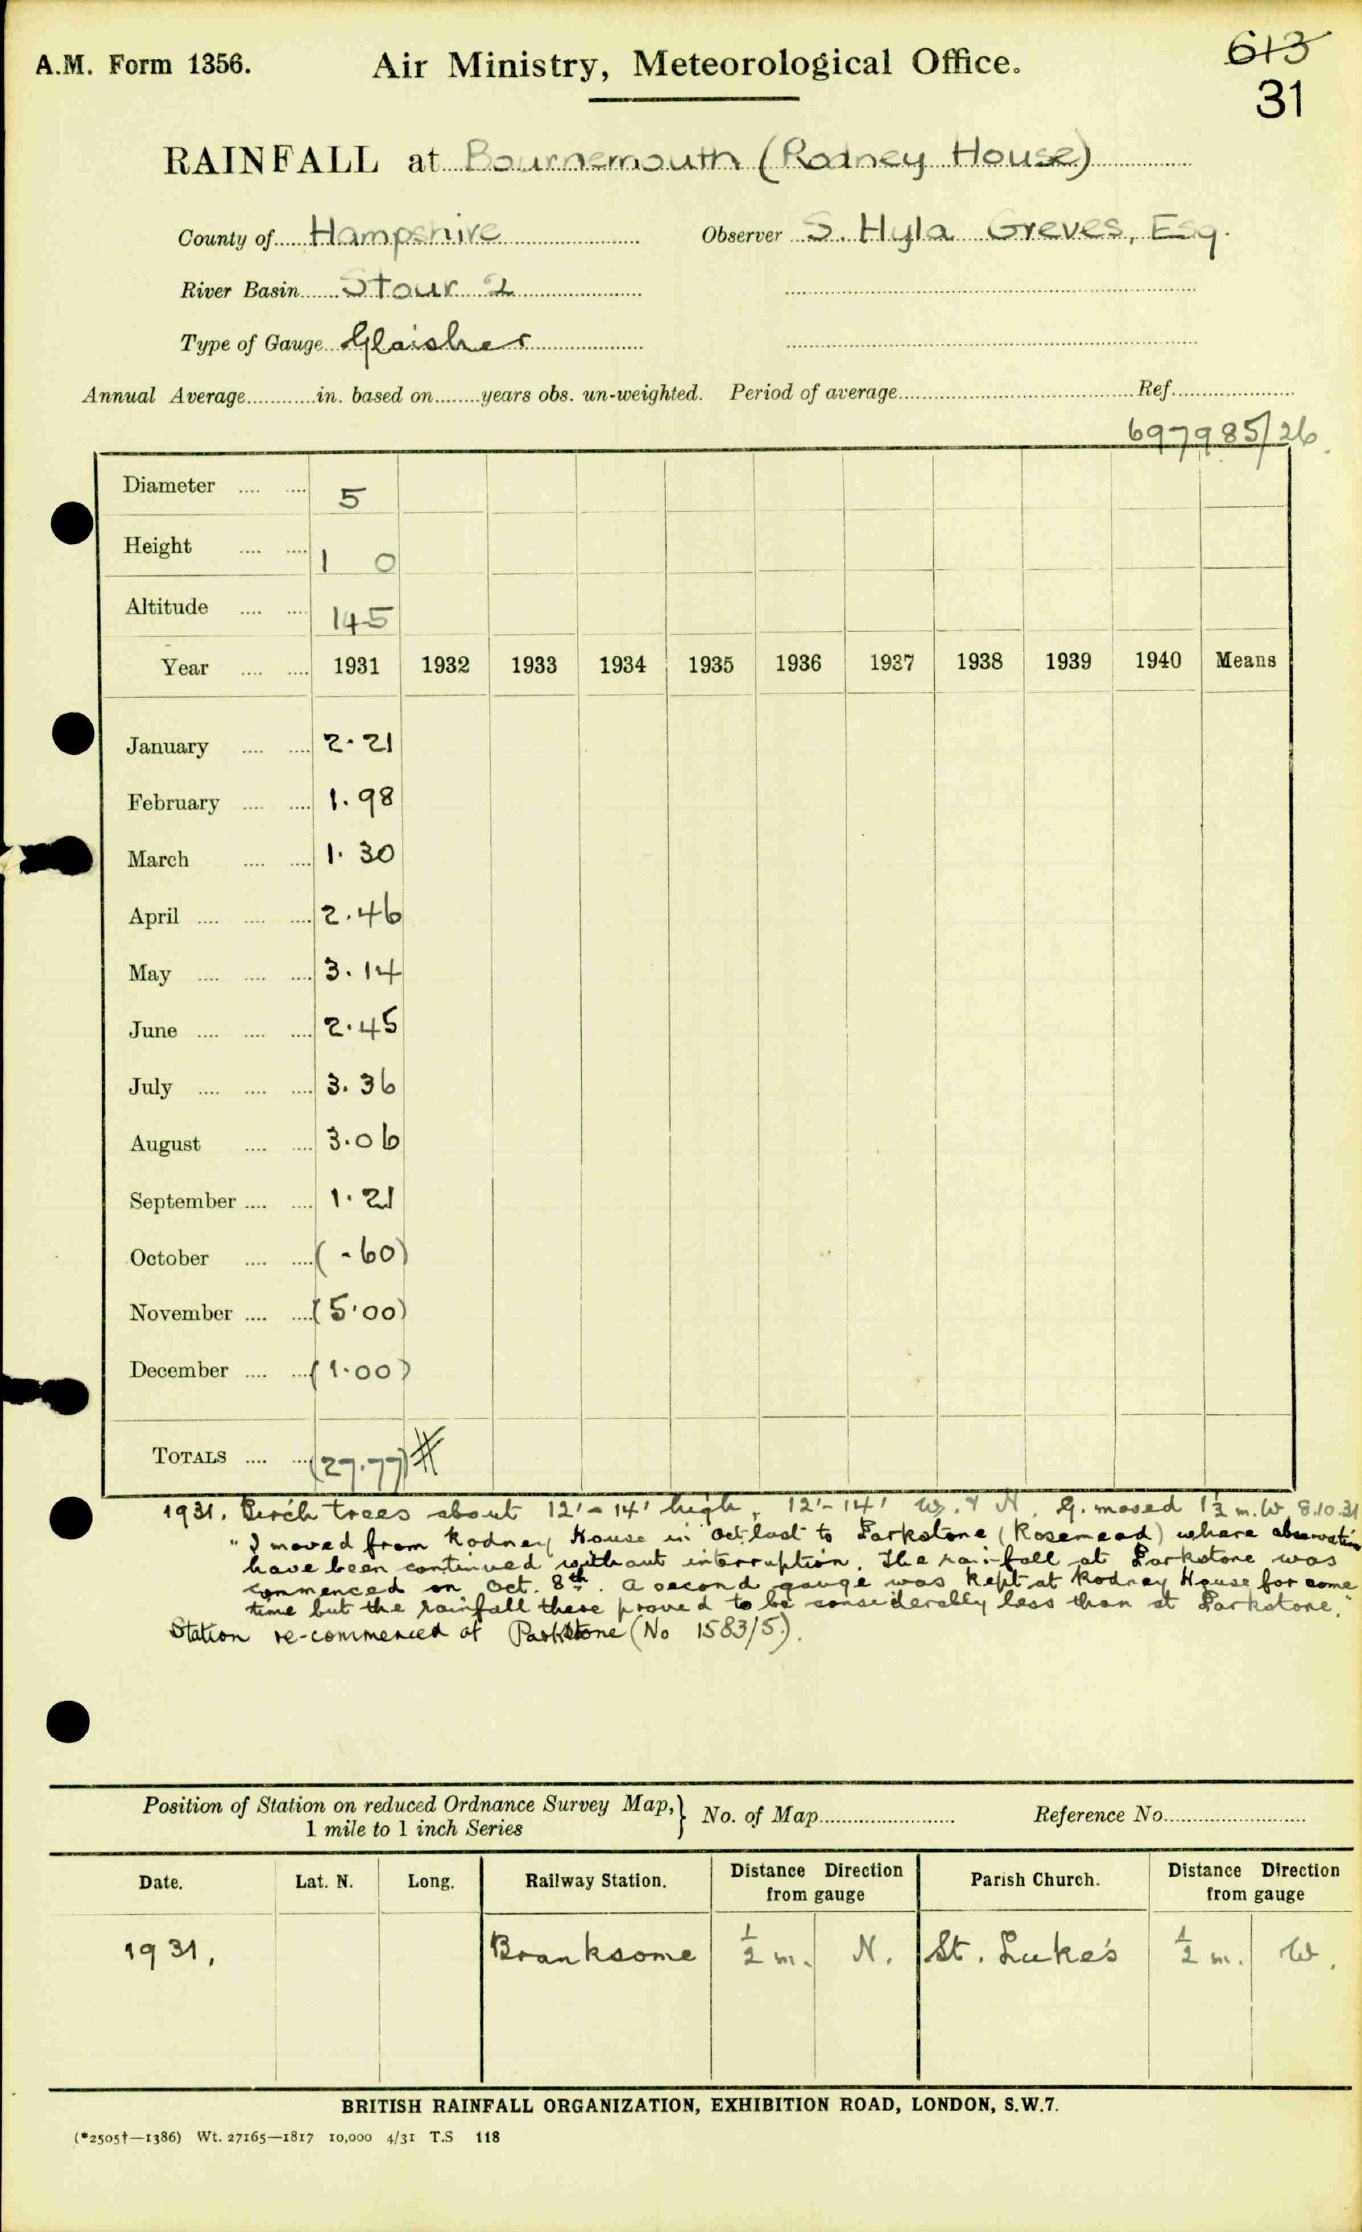 A.M. Form 1356.
Air Ministry, Meteorological Office.
613
31
RAINFALL at Bournemouth (Rodney House)
County of Hampshire Observer S. Hyla Greves, Esq.
River Basin Stour 2
Type of Gauge Glaisher
Annual Average in. based on years obs. un-weighted. Period of average Ref.
697985/26
Diameter 5
Height 1 0
Altitude 145
Year 1931 1932 1933 1934 1935 1936 1937 1938 1939 1940 Means
January 2.21
February 1.98
March 1.30
April 2.46
May 3.14
June 2.45
July 3.36
August 3.06
September 1.21
October (.60)
November (5.00)
December (1.00)
TOTALS (27.77) #
1931. Birch trees about 12'-14' high, 12'-14' W. & N. G. moved 1½ m. W 8.10.31
"I moved from Rodney House in Oct. last to Parkstone (Rosemead) where observations
have been continued without interruption. The rainfall at Parkstone was
commenced on Oct. 8th. A second gauge was kept at Rodney House for some
time but the rainfall there proved to be considerably less than at Parkstone."
Station re-commenced at Parkstone (No 1583/5).
Position of Station on reduced Ordnance Survey Map, } No. of Map Reference No.
1 mile to 1 inch Series
Date. Lat. N. Long. Railway Station. Distance Direction from gauge Parish Church. Distance Direction from gauge
1931. Branksome ½ m. N. St. Luke's ½ m. W.
BRITISH RAINFALL ORGANIZATION, EXHIBITION ROAD, LONDON, S.W.7.
(*2505†—1386) Wt. 27165—1817 10,000 4/31 T.S 118